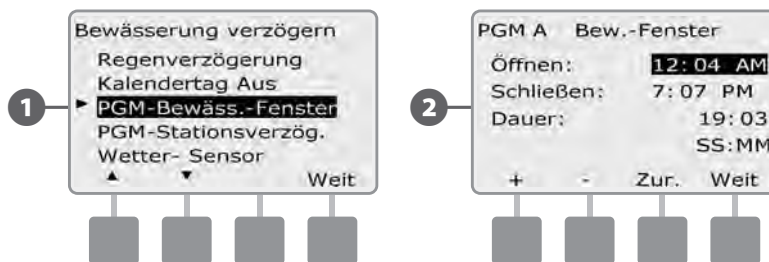 1
Bewässerung verzögern
Regenverzögerung
Kalendertag Aus
PGM-Bewäss.-Fenster
PGM-Stationsverzög.
Wetter- Sensor
Weit
2
PGM A Bew.-Fenster
Öffnen: 12:04 AM
Schließen: 7:07 PM
Dauer: 19:03
SS:MM
+ - Zur. Weit